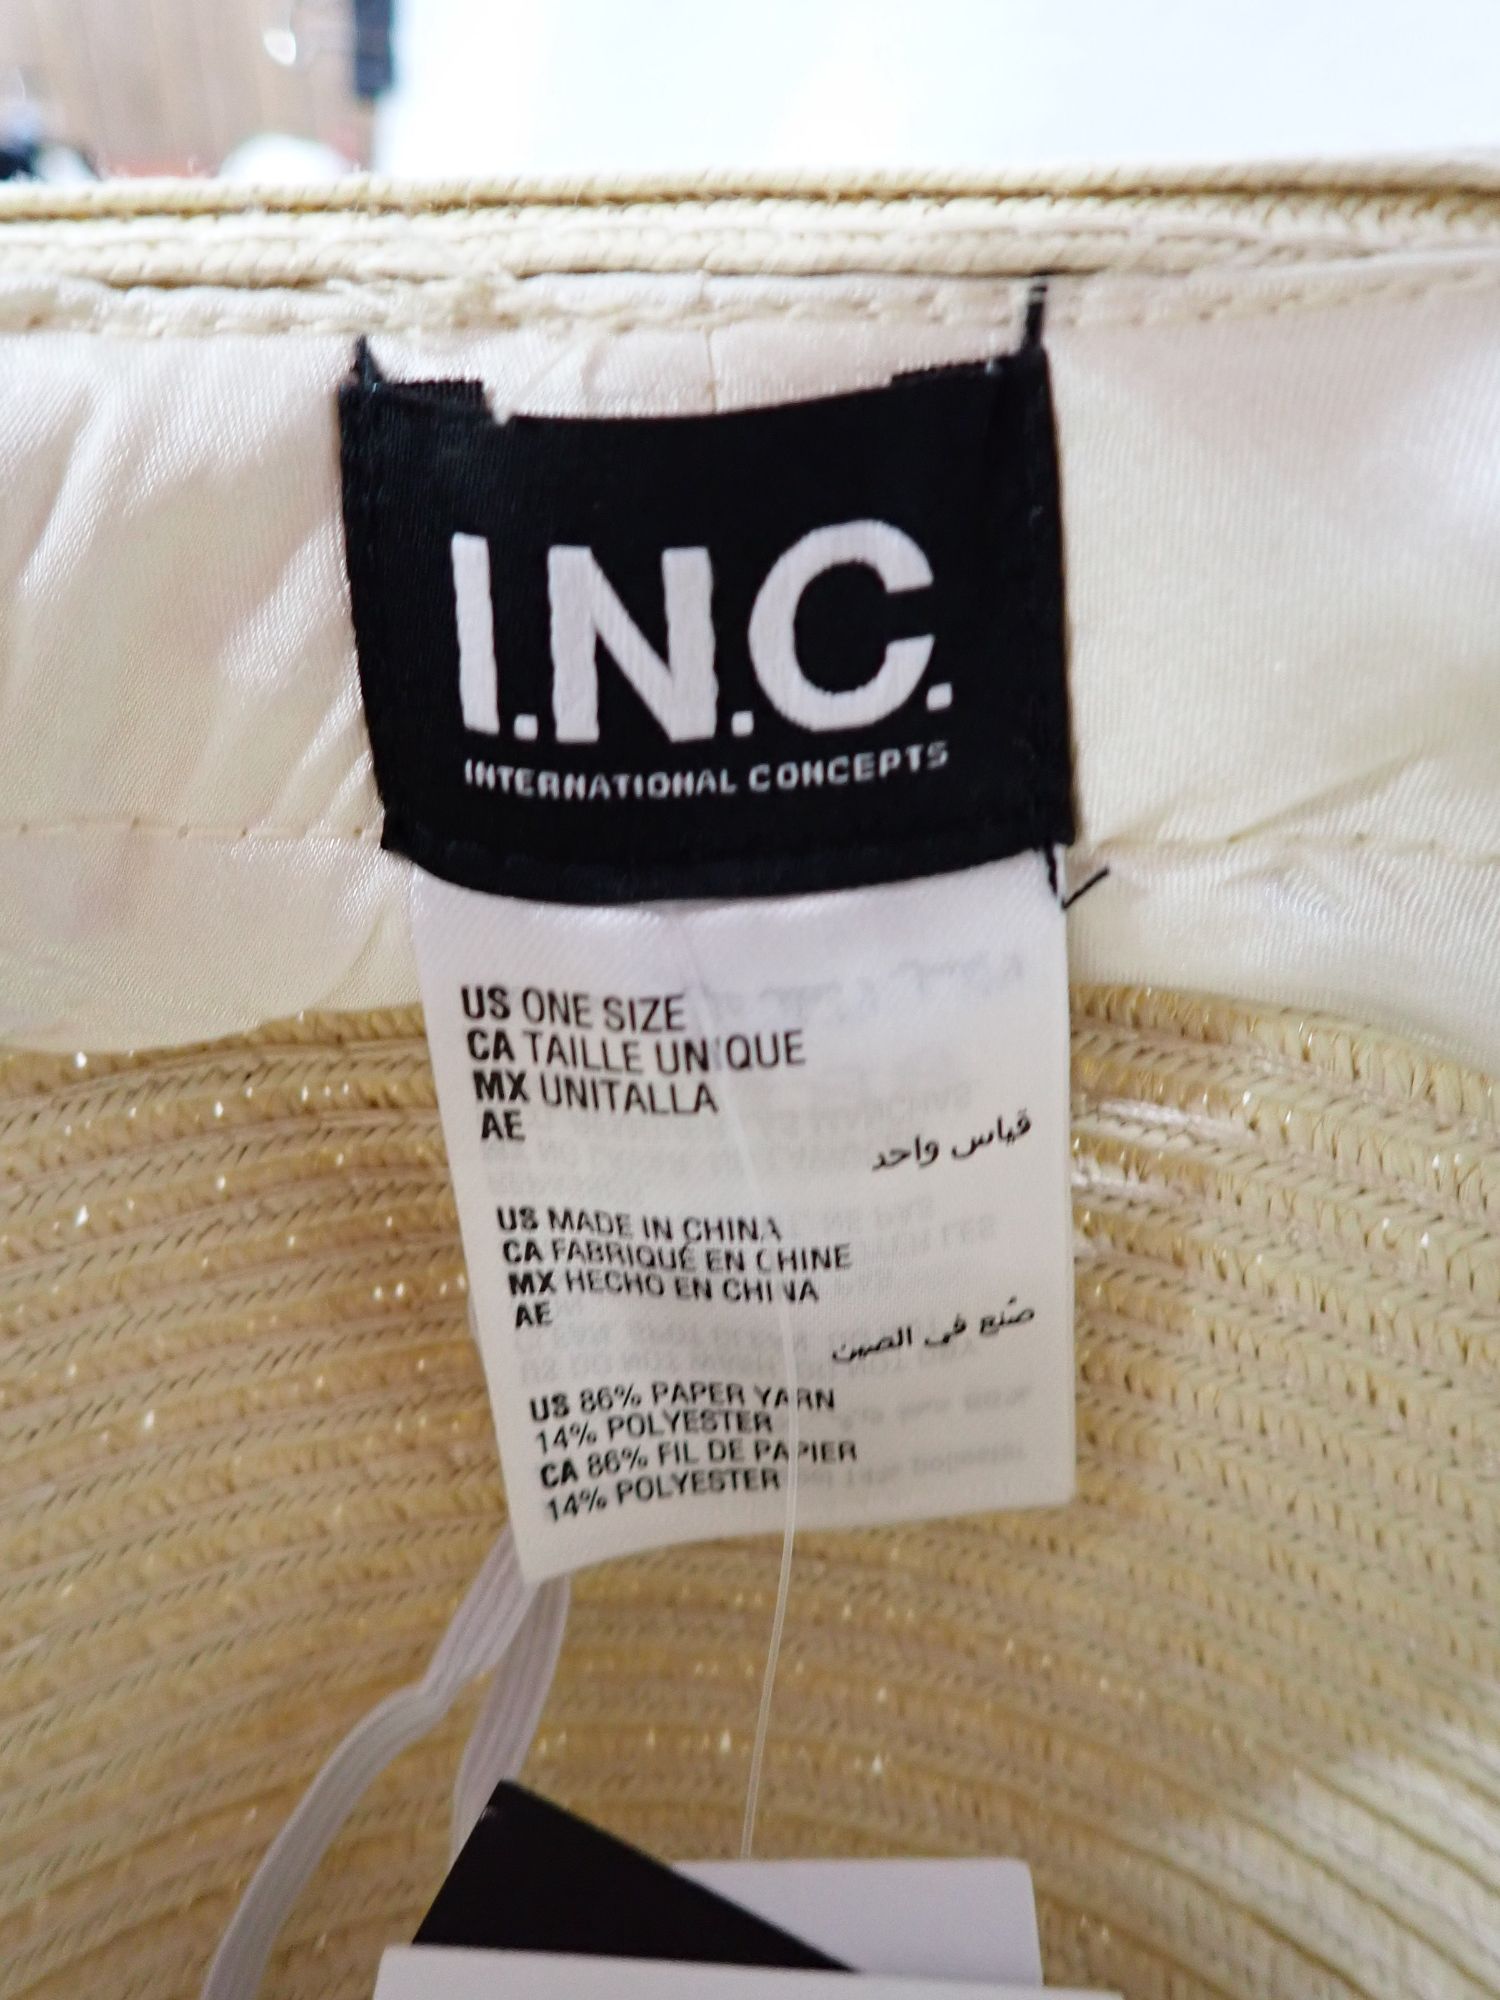 I.N.C.
INTERNATIONAL CONCEPTS
US ONE SIZE
CA TAILLE UNIQUE
MX UNITALLA
AE
قياس واحد
US MADE IN CHINA
CA FABRIQUÉ EN CHINE
MX HECHO EN CHINA
AE
صُنع في الصين
US 86% PAPER YARN
14% POLYESTER
CA 86% FIL DE PAPIER
14% POLYESTER